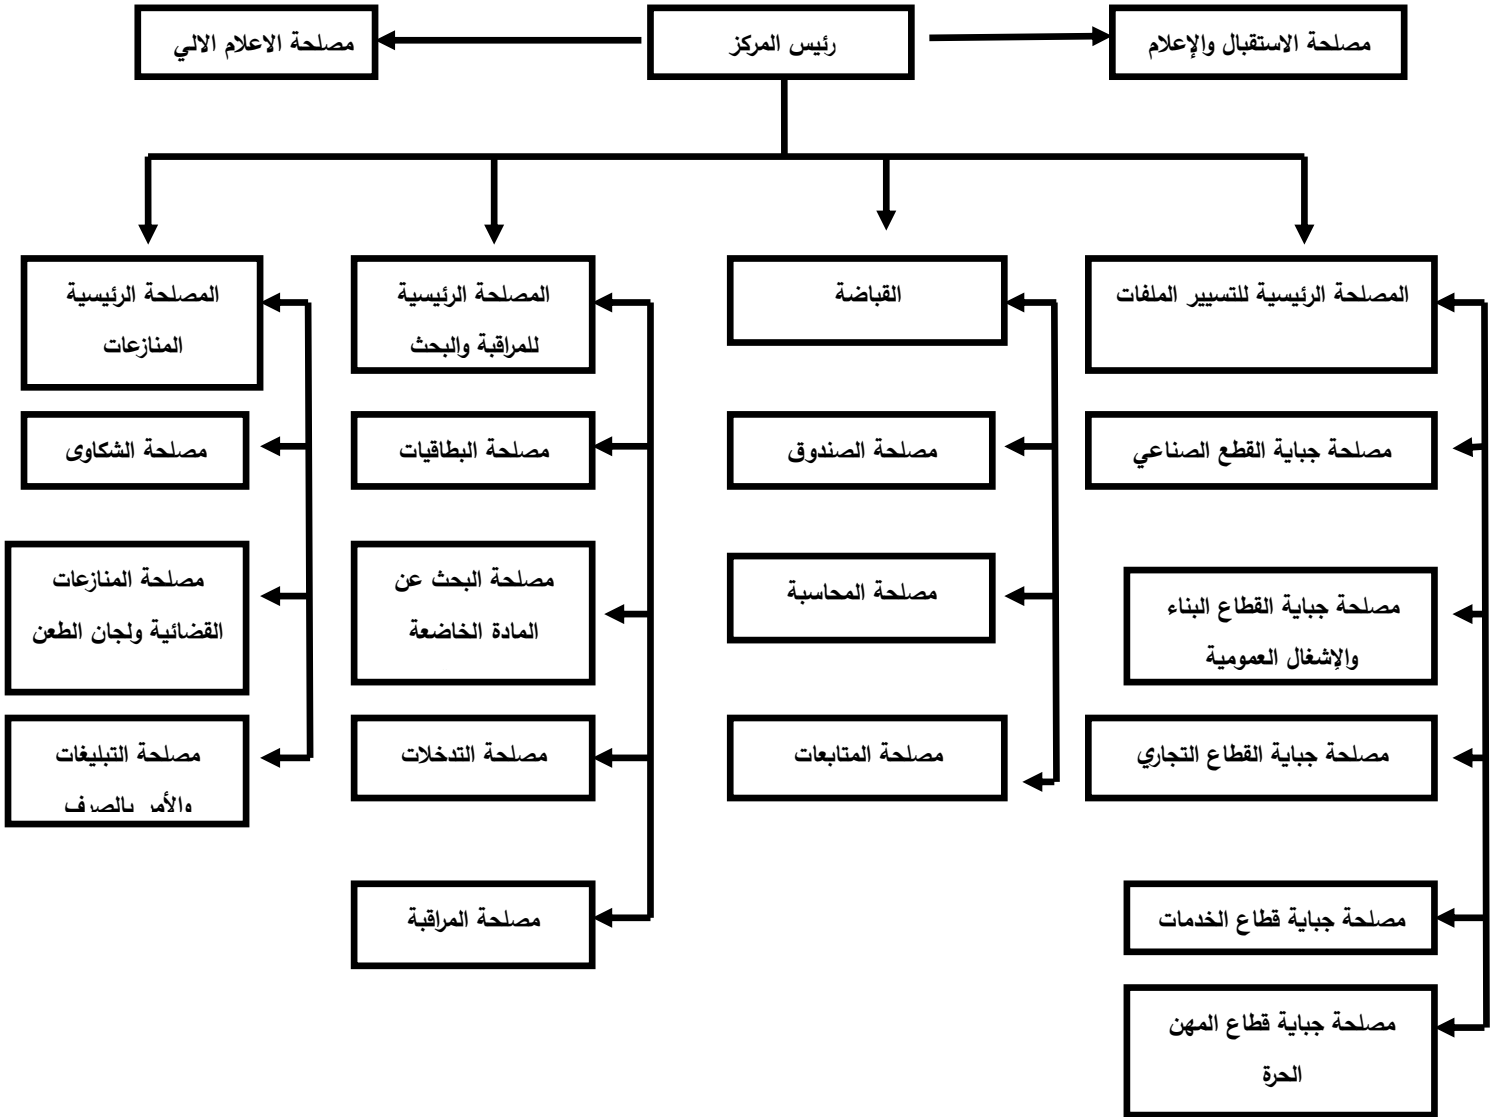 مصلحة الاستقبال والإعلام
رئيس المركز
مصلحة الاعلام الالي
المصلحة الرئيسية للتسيير الملفات
القباضة
المصلحة الرئيسية
للمراقبة والبحث
المصلحة الرئيسية
المنازعات
مصلحة جباية القطع الصناعي
مصلحة الصندوق
مصلحة البطاقيات
مصلحة الشكاوى
مصلحة جباية القطاع البناء
والإشغال العمومية
مصلحة المحاسبة
مصلحة البحث عن
المادة الخاضعة
مصلحة المنازعات
القضائية ولجان الطعن
مصلحة جباية القطاع التجاري
مصلحة المتابعات
مصلحة التدخلات
مصلحة التبليغات
والأمر بالصرف
مصلحة جباية قطاع الخدمات
مصلحة المراقبة
مصلحة جباية قطاع المهن
الحرة